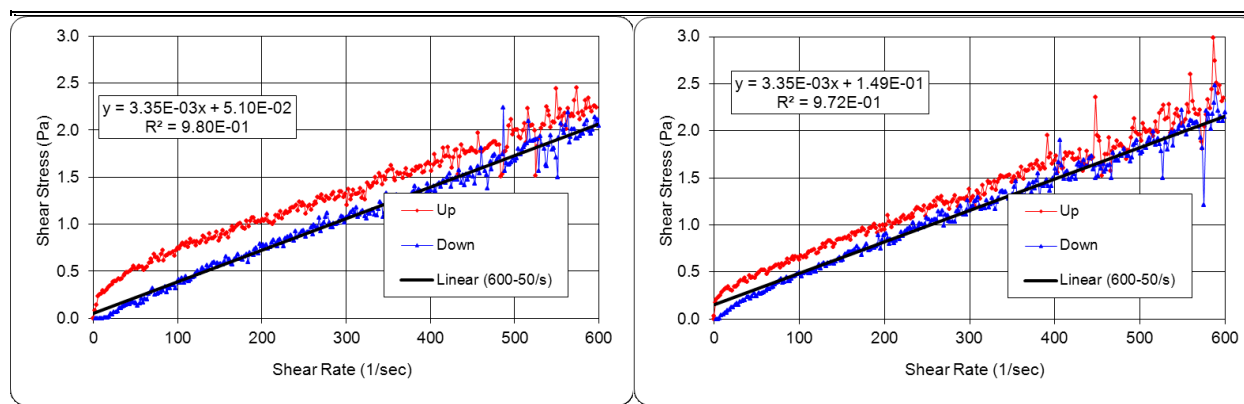 3.0
2.5
2.0
1.5
1.0
0.5
0.0
Shear Stress (Pa)
y = 3.35E-03x + 5.10E-02
R² = 9.80E-01
Up
Down
Linear (600-50/s)
0 100 200 300 400 500 600
Shear Rate (1/sec)
3.0
2.5
2.0
1.5
1.0
0.5
0.0
Shear Stress (Pa)
y = 3.35E-03x + 1.49E-01
R² = 9.72E-01
Up
Down
Linear (600-50/s)
0 100 200 300 400 500 600
Shear Rate (1/sec)